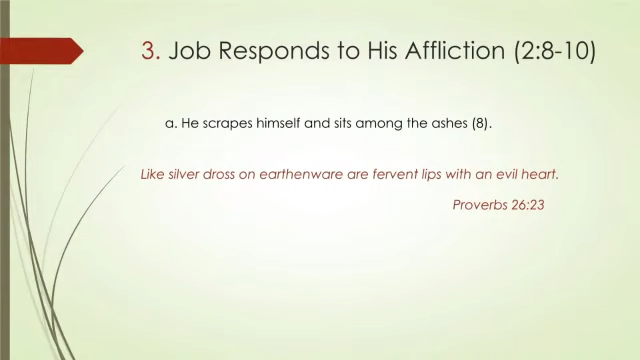 3. Job Responds to His Affliction (2:8-10)
a. He scrapes himself and sits among the ashes (8).
Like silver dross on earthenware are fervent lips with an evil heart.
Proverbs 26:23